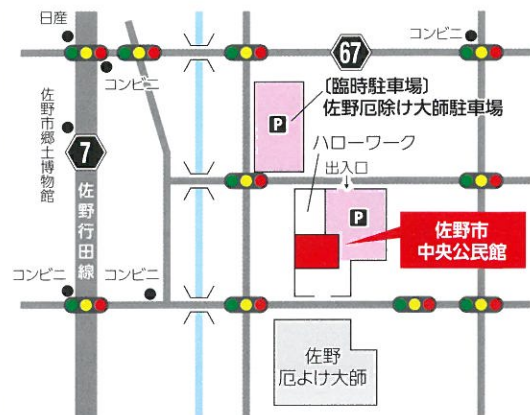 日産
コンビニ
67
コンビニ
〔臨時駐車場〕
佐野厄除け大師駐車場
P
佐野市郷土博物館
7
ハローワーク
出入口
P
佐野行田線
佐野市
中央公民館
コンビニ
コンビニ
佐野
厄よけ大師